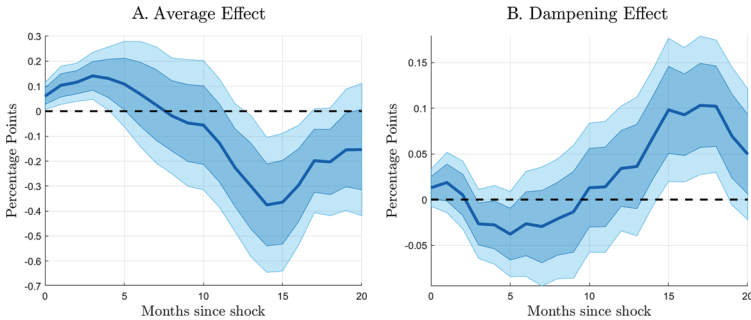 A. Average Effect
0.3
0.2
0.1
0
-0.1
-0.2
-0.3
-0.4
-0.5
-0.6
-0.7
Percentage Points
0 5 10 15 20
Months since shock
B. Dampening Effect
0.15
0.1
0.05
0
-0.05
Percentage Points
0 5 10 15 20
Months since shock